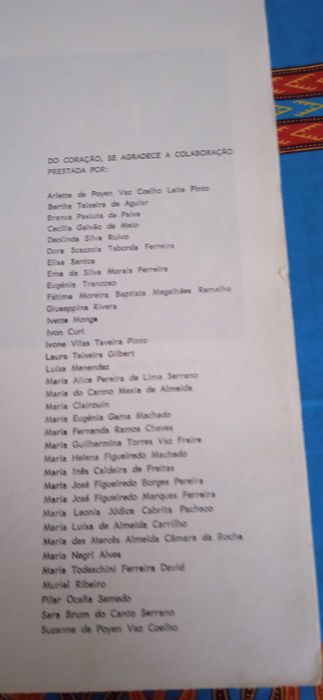 DO CORAÇÃO, SE AGRADECE A COLABORAÇÃO
PRESTADA POR:
Arlette de Poyen Vaz Coelho Leite Pinto
Bertha Teixeira de Aguiar
Branca Paxiuta de Paiva
Cecília Galvão de Melo
Deolinda Silva Ruivo
Dora Scazzola Taborda Ferreira
Elisa Santos
Ema da Silva Morais Ferreira
Eugénia Trancoso
Fátima Moreira Baptista Magalhães Ramalho
Giuseppina Rivera
Ivette Monge
Ivon Curi
Ivone Vilas Taveira Pinto
Laura Teixeira Gilbert
Luisa Menendez
Maria Alice Pereira de Lima Serrano
Maria do Carmo Mexia de Almeida
Maria Clairouin
Maria Eugénia Gama Machado
Maria Fernanda Ramos Chaves
Maria Guilhermina Torres Vaz Freire
Maria Helena Figueiredo Machado
Maria Inês Caldeira de Freitas
Maria José Figueiredo Borges Pereira
Maria José Figueiredo Marques Ferreira
Maria Leonia Júdice Cabrita Pacheco
Maria Luisa de Almeida Carrilho
Maria das Mercês Almeida Câmara da Rocha
Maria Negri Alves
Maria Todeschini Ferreira David
Muriel Ribeiro
Pilar Ocaña Samedo
Sara Brum do Canto Serrano
Suzanne de Poyen Vaz Coelho